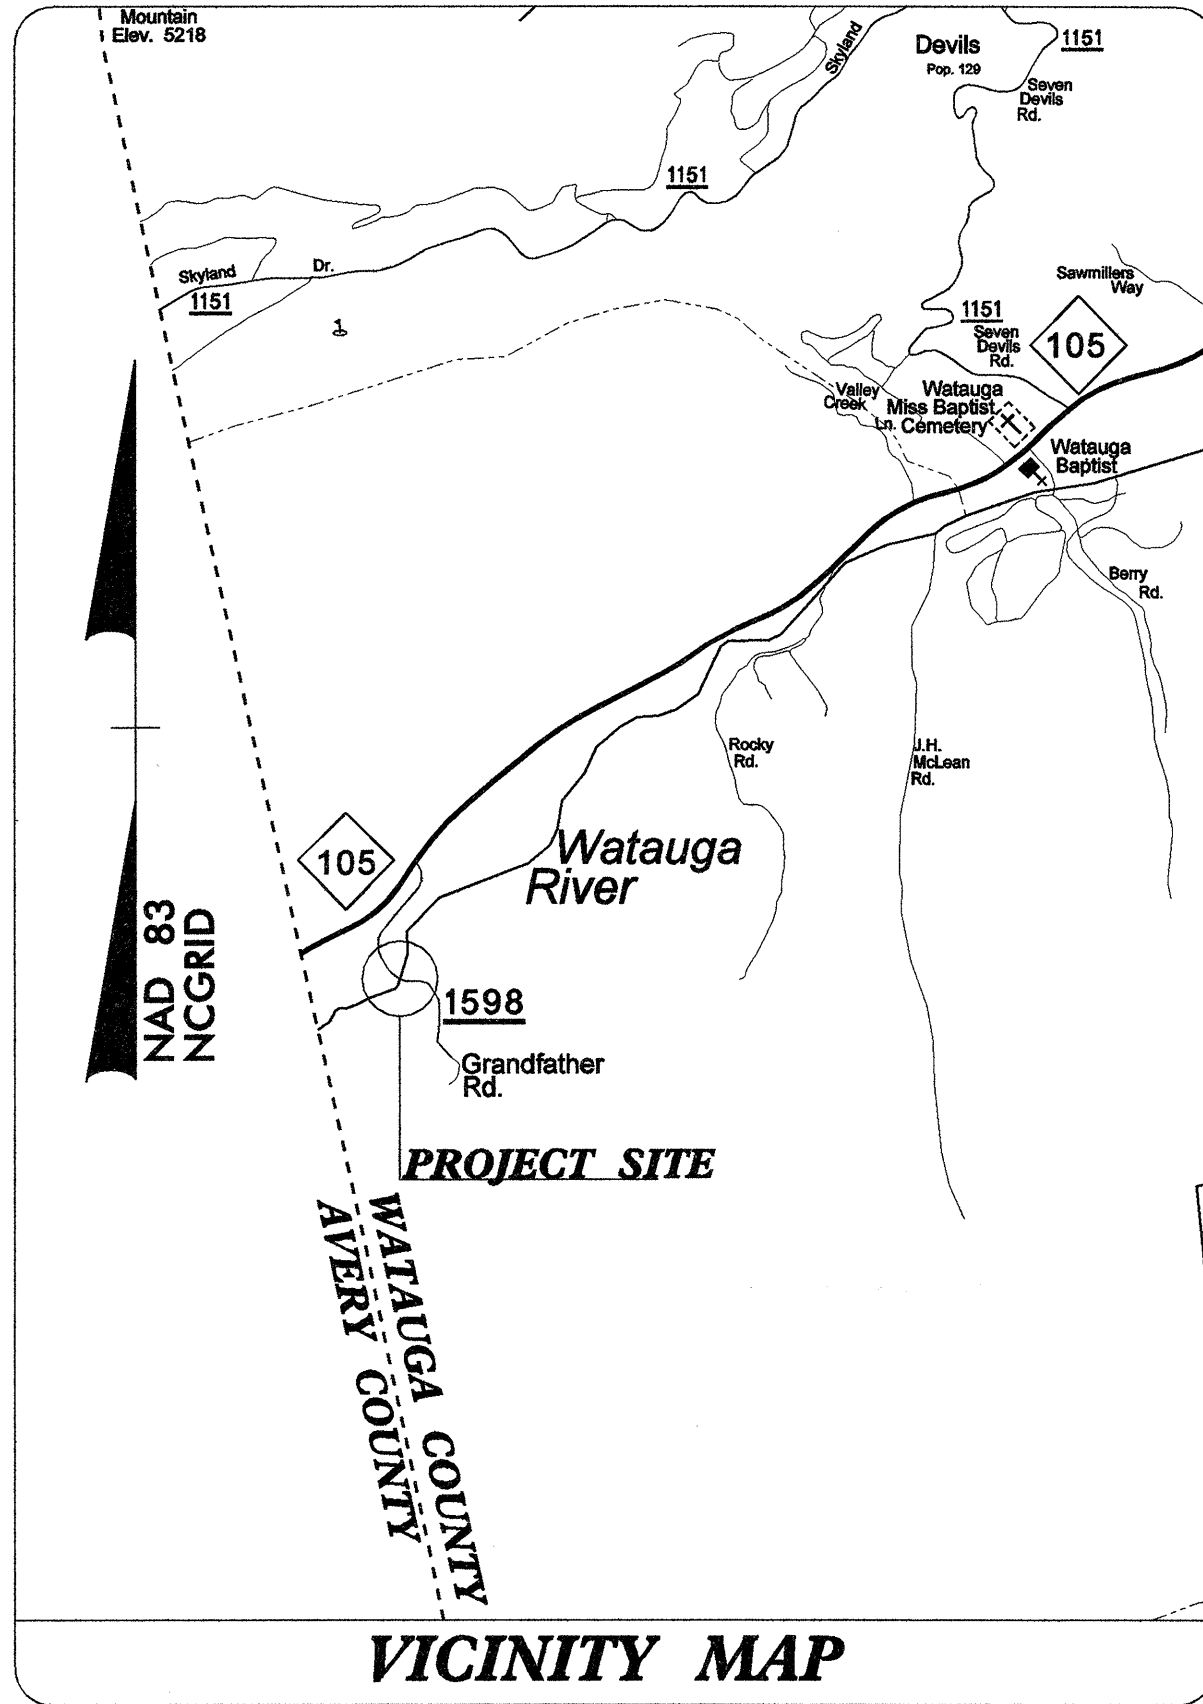 Mountain
Elev. 5218
Skyland
Devils
Pop. 129
1151
Seven
Devils
Rd.
1151
Skyland
Dr.
1151
1
Sawmillers
Way
1151
Seven
Devils
Rd.
105
Valley
Creek
Ln.
Watauga
Miss Baptist
Cemetery
Watauga
Baptist
Berry
Rd.
Rocky
Rd.
J.H.
McLean
Rd.
105
Watauga
River
NAD 83
NCGRID
1598
Grandfather
Rd.
PROJECT SITE
WATAUGA COUNTY
AVERY COUNTY
VICINITY MAP